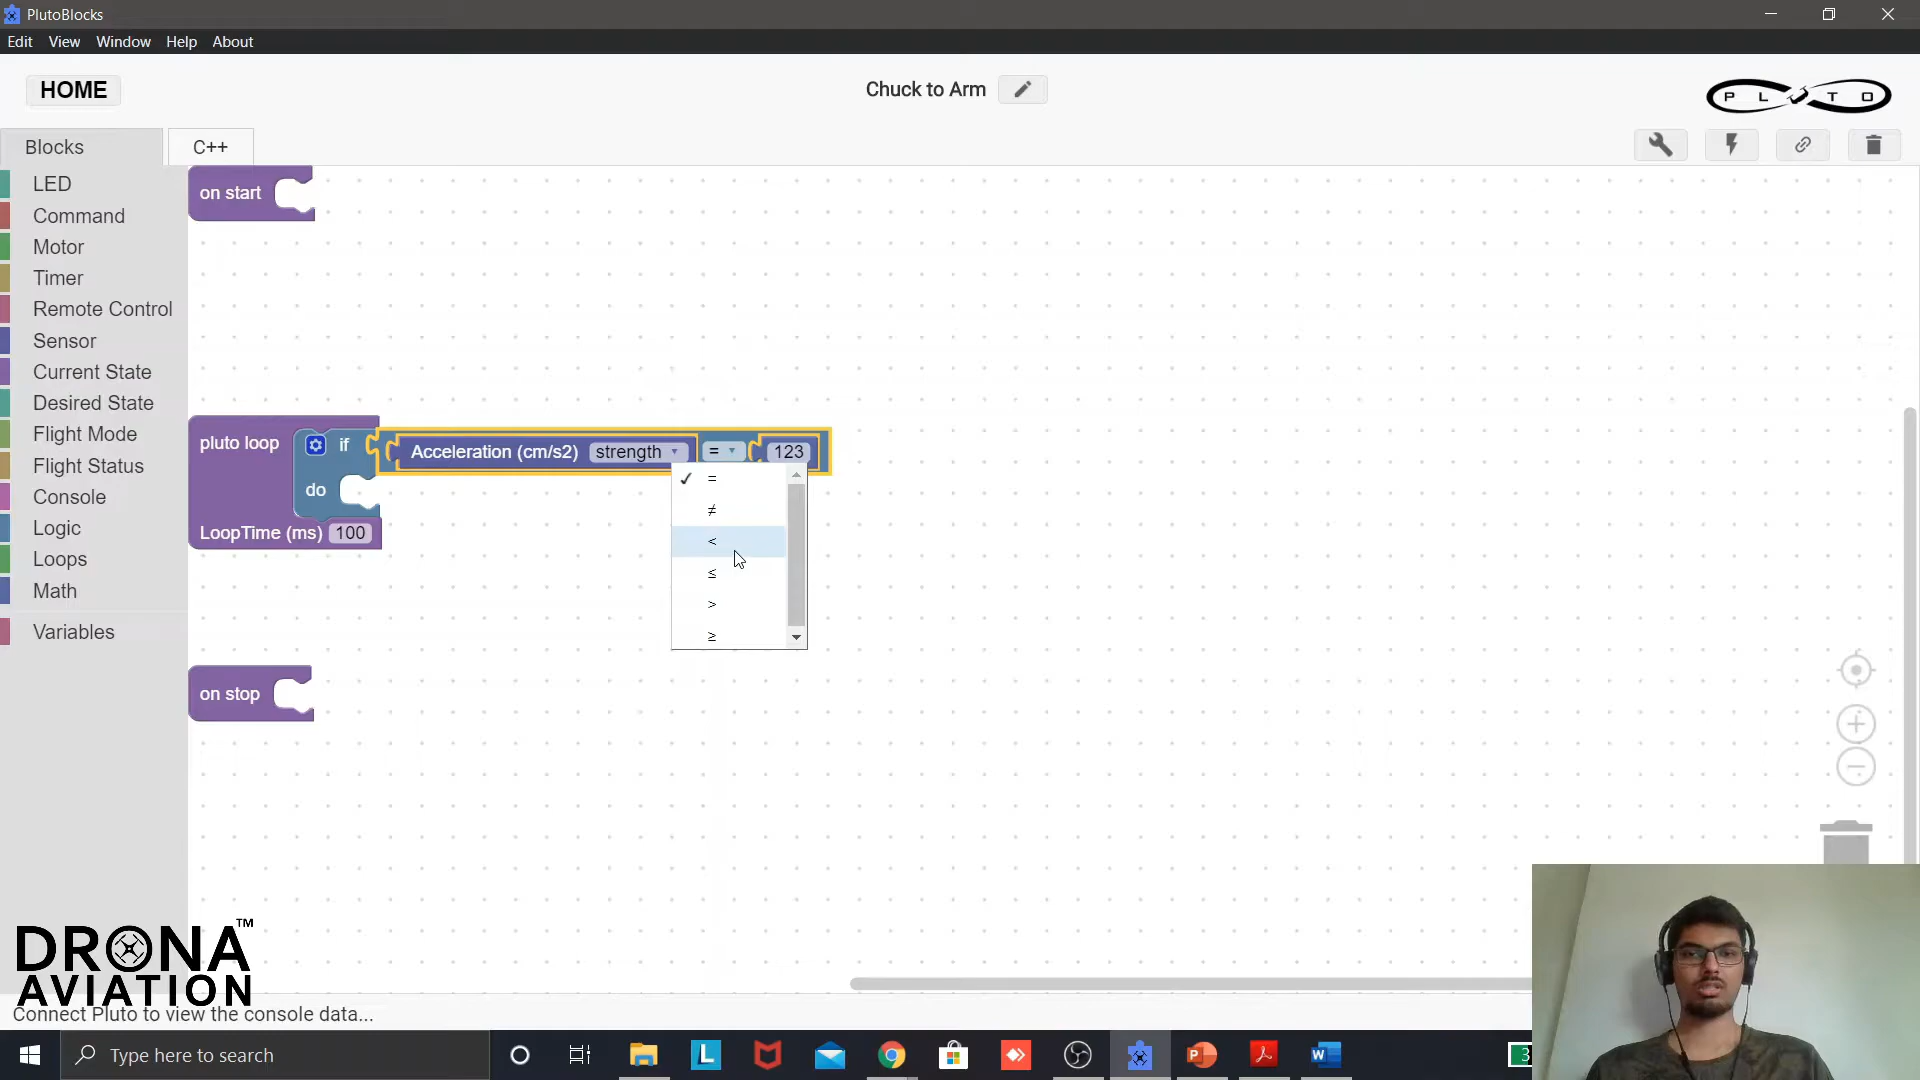 PlutoBlocks
Edit View Window Help About
HOME
Chuck to Arm
PLUTO
Blocks
C++
LED
Command
Motor
Timer
Remote Control
Sensor
Current State
Desired State
Flight Mode
Flight Status
Console
Logic
Loops
Math
Variables
on start
pluto loop
if
Acceleration (cm/s2) strength = 123
do
LoopTime (ms) 100
=
≠
<
≤
>
≥
on stop
DRONA™
AVIATION
Connect Pluto to view the console data...
Type here to search
L
P
W
3